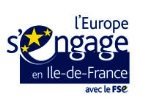 l'Europe
s'engage
en Ile-de-France
avec le FSE